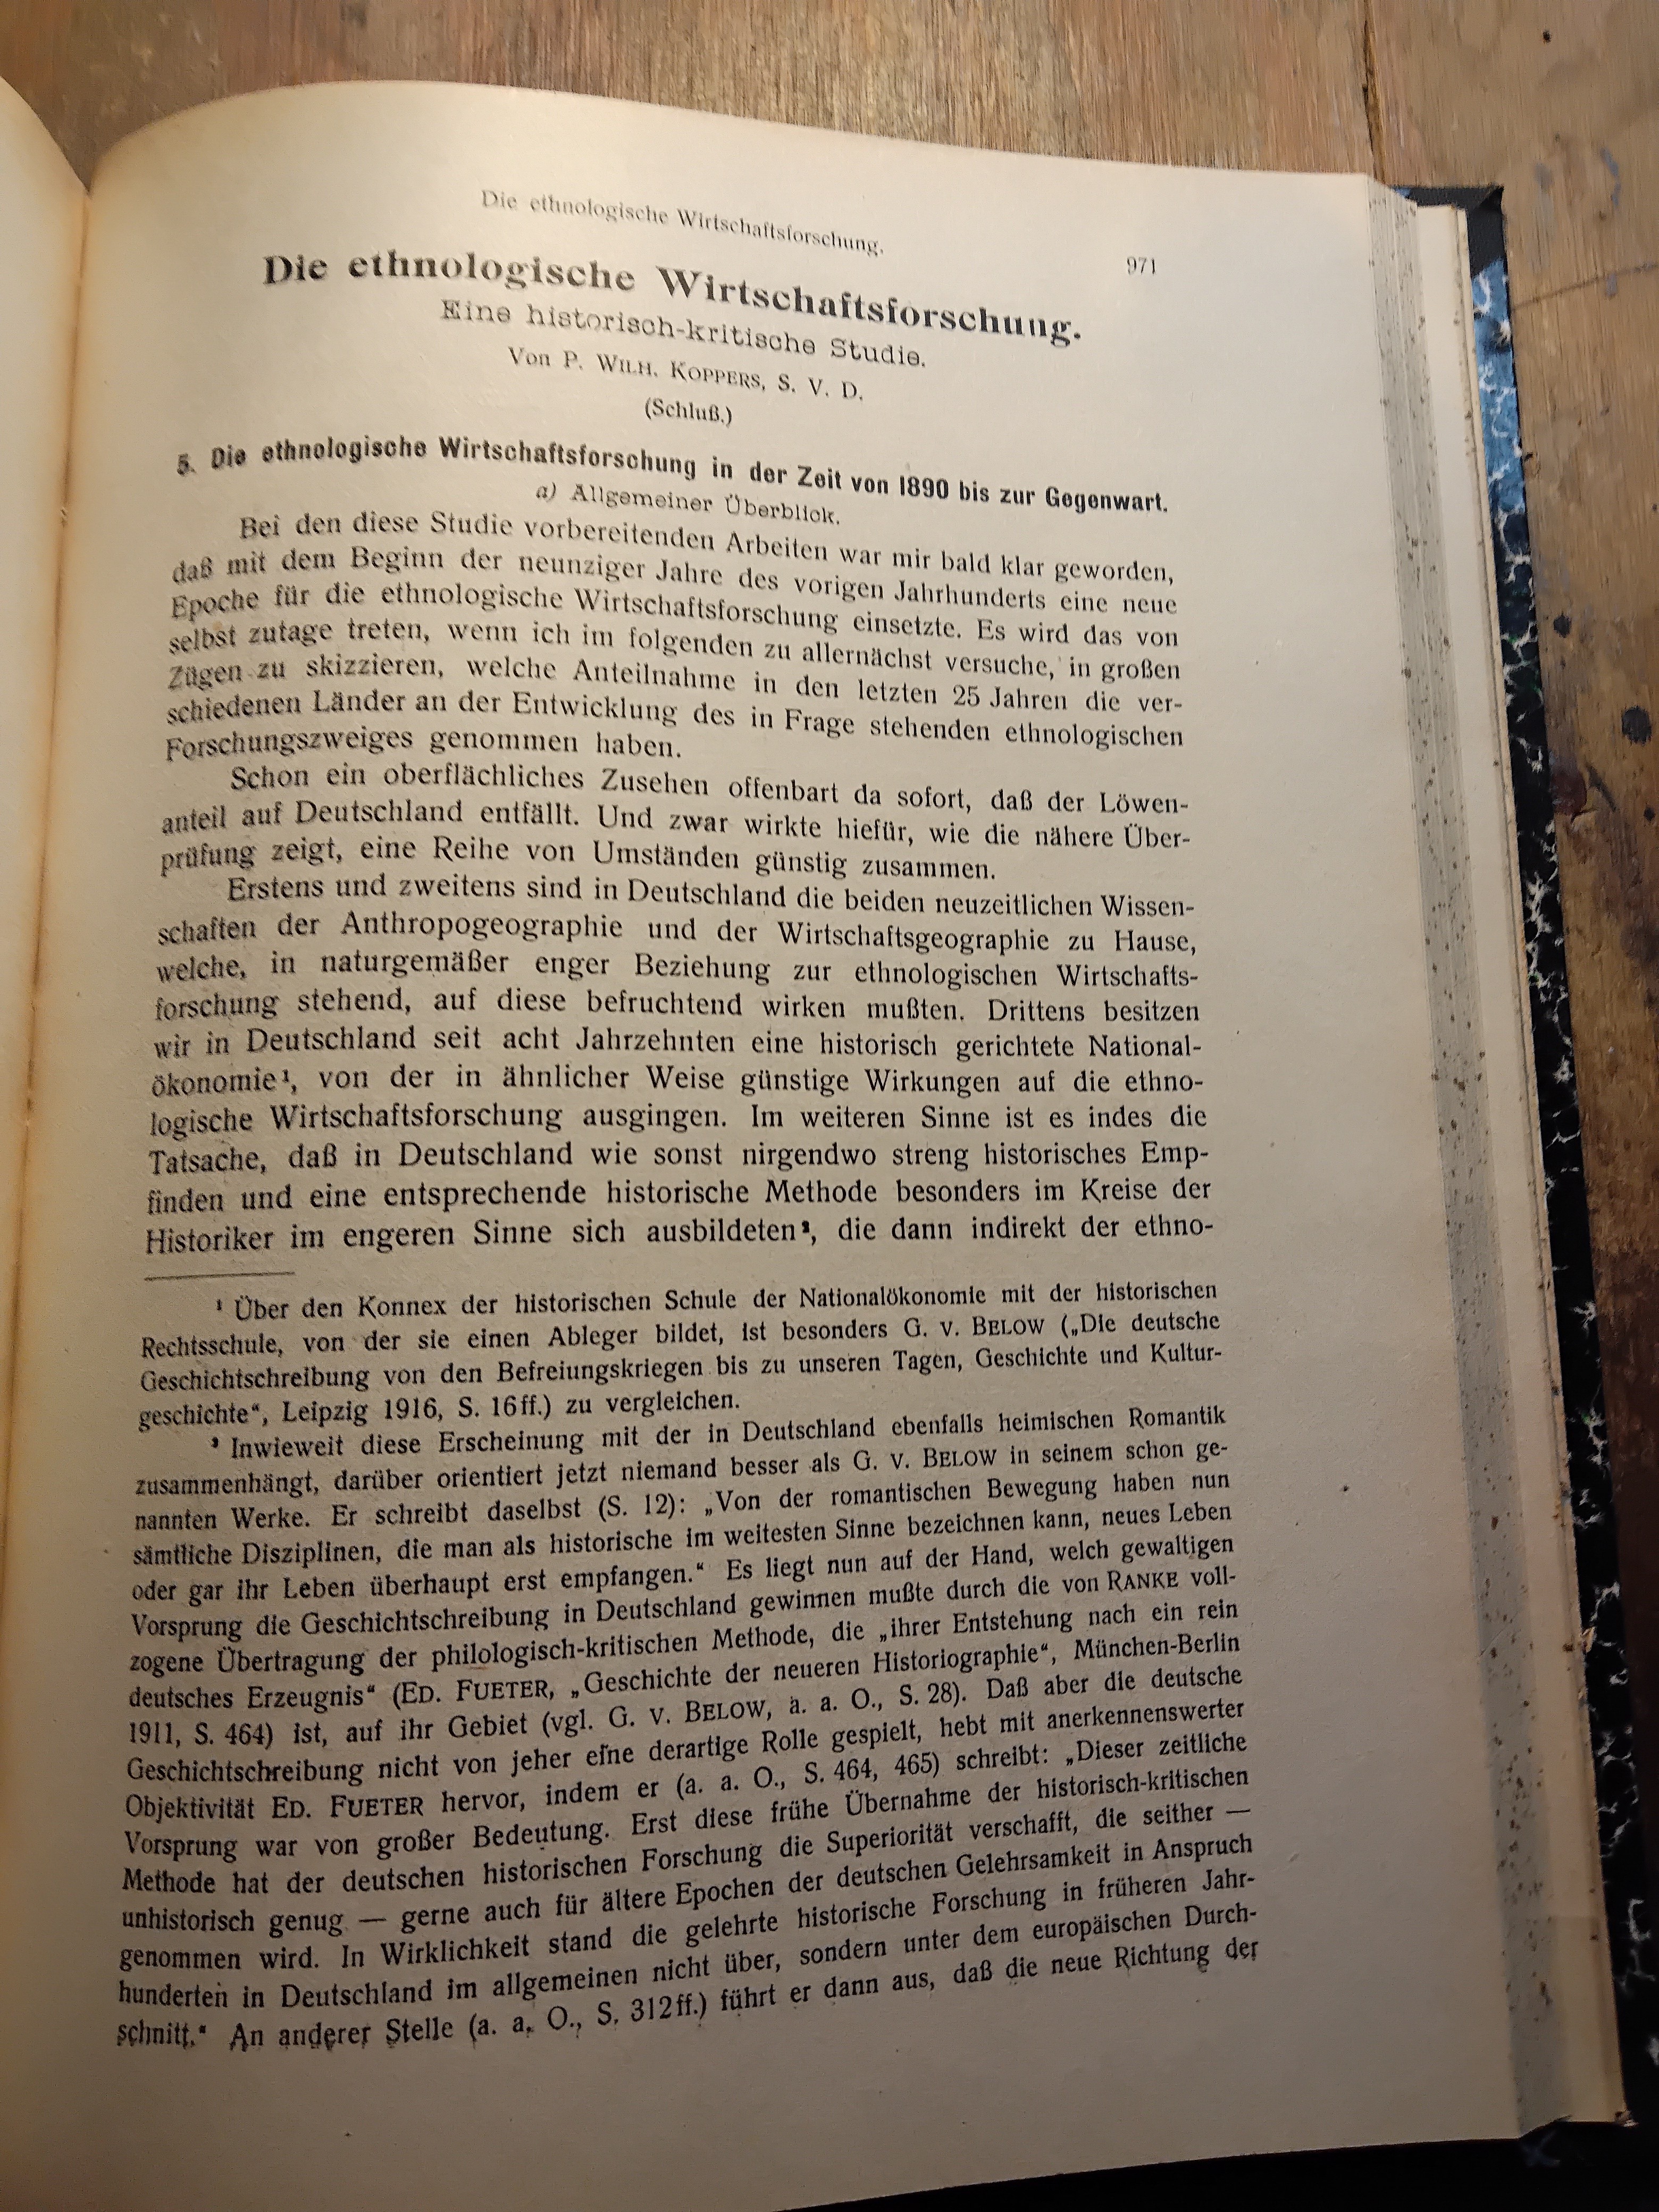 Die ethnologische Wirtschaftsforschung.
971
Die ethnologische Wirtschaftsforschung.
Eine historisch-kritische Studie.
Von P. WILH. KOPPERS, S. V. D.
(Schluß.)
5. Die ethnologische Wirtschaftsforschung in der Zeit von 1890 bis zur Gegenwart.
a) Allgemeiner Überblick.
Bei den diese Studie vorbereitenden Arbeiten war mir bald klar geworden,
daß mit dem Beginn der neunziger Jahre des vorigen Jahrhunderts eine neue
Epoche für die ethnologische Wirtschaftsforschung einsetzte. Es wird das von
selbst zutage treten, wenn ich im folgenden zu allernächst versuche, in großen
Zügen zu skizzieren, welche Anteilnahme in den letzten 25 Jahren die ver-
schiedenen Länder an der Entwicklung des in Frage stehenden ethnologischen
Forschungszweiges genommen haben.
Schon ein oberflächliches Zusehen offenbart da sofort, daß der Löwen-
anteil auf Deutschland entfällt. Und zwar wirkte hiefür, wie die nähere Über-
prüfung zeigt, eine Reihe von Umständen günstig zusammen.
Erstens und zweitens sind in Deutschland die beiden neuzeitlichen Wissen-
schaften der Anthropogeographie und der Wirtschaftsgeographie zu Hause,
welche, in naturgemäßer enger Beziehung zur ethnologischen Wirtschafts-
forschung stehend, auf diese befruchtend wirken mußten. Drittens besitzen
wir in Deutschland seit acht Jahrzehnten eine historisch gerichtete National-
ökonomie¹, von der in ähnlicher Weise günstige Wirkungen auf die ethno-
logische Wirtschaftsforschung ausgingen. Im weiteren Sinne ist es indes die
Tatsache, daß in Deutschland wie sonst nirgendwo streng historisches Emp-
finden und eine entsprechende historische Methode besonders im Kreise der
Historiker im engeren Sinne sich ausbildeten², die dann indirekt der ethno-
¹ Über den Konnex der historischen Schule der Nationalökonomie mit der historischen
Rechtsschule, von der sie einen Ableger bildet, ist besonders G. v. BELOW („Die deutsche
Geschichtschreibung von den Befreiungskriegen bis zu unseren Tagen, Geschichte und Kultur-
geschichte“, Leipzig 1916, S. 16ff.) zu vergleichen.
² Inwieweit diese Erscheinung mit der in Deutschland ebenfalls heimischen Romantik
zusammenhängt, darüber orientiert jetzt niemand besser als G. v. BELOW in seinem schon ge-
nannten Werke. Er schreibt daselbst (S. 12): „Von der romantischen Bewegung haben nun
sämtliche Disziplinen, die man als historische im weitesten Sinne bezeichnen kann, neues Leben
oder gar ihr Leben überhaupt erst empfangen.“ Es liegt nun auf der Hand, welch gewaltigen
Vorsprung die Geschichtschreibung in Deutschland gewinnen mußte durch die von RANKE voll-
zogene Übertragung der philologisch-kritischen Methode, die „ihrer Entstehung nach ein rein
deutsches Erzeugnis“ (ED. FUETER, „Geschichte der neueren Historiographie“, München-Berlin
1911, S. 464) ist, auf ihr Gebiet (vgl. G. v. BELOW, a. a. O., S. 28). Daß aber die deutsche
Geschichtschreibung nicht von jeher eine derartige Rolle gespielt, hebt mit anerkennenswerter
Objektivität ED. FUETER hervor, indem er (a. a. O., S. 464, 465) schreibt: „Dieser zeitliche
Vorsprung war von großer Bedeutung. Erst diese frühe Übernahme der historisch-kritischen
Methode hat der deutschen historischen Forschung die Superiorität verschafft, die seither —
unhistorisch genug — gerne auch für ältere Epochen der deutschen Gelehrsamkeit in Anspruch
genommen wird. In Wirklichkeit stand die gelehrte historische Forschung in früheren Jahr-
hunderten in Deutschland im allgemeinen nicht über, sondern unter dem europäischen Durch-
schnitt.“ An anderer Stelle (a. a. O., S. 312ff.) führt er dann aus, daß die neue Richtung der